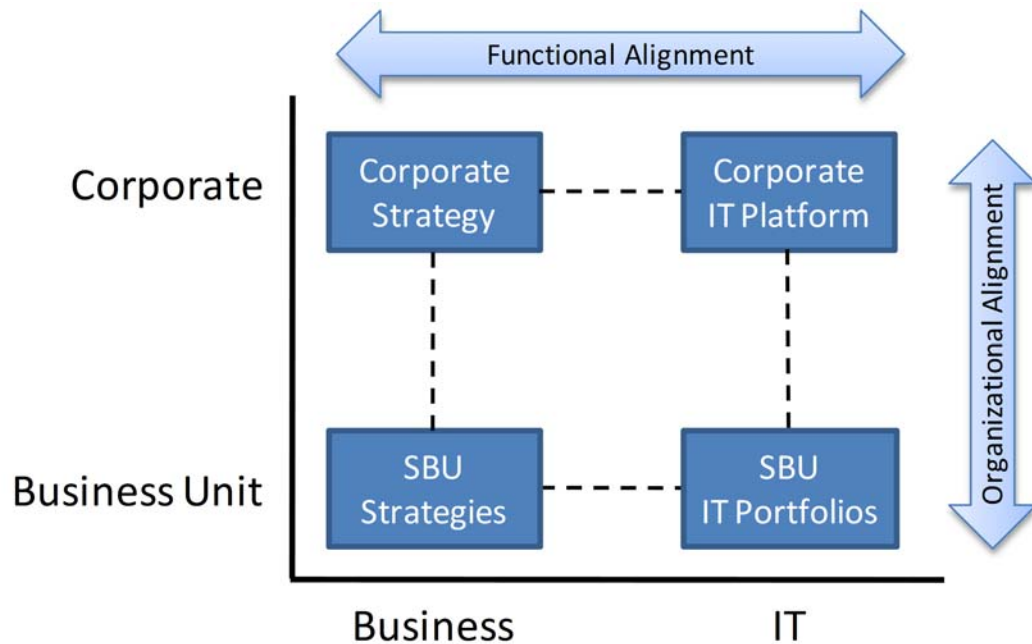 Functional Alignment
Corporate
Corporate
Strategy
Corporate
IT Platform
Organizational Alignment
Business Unit
SBU
Strategies
SBU
IT Portfolios
Business
IT